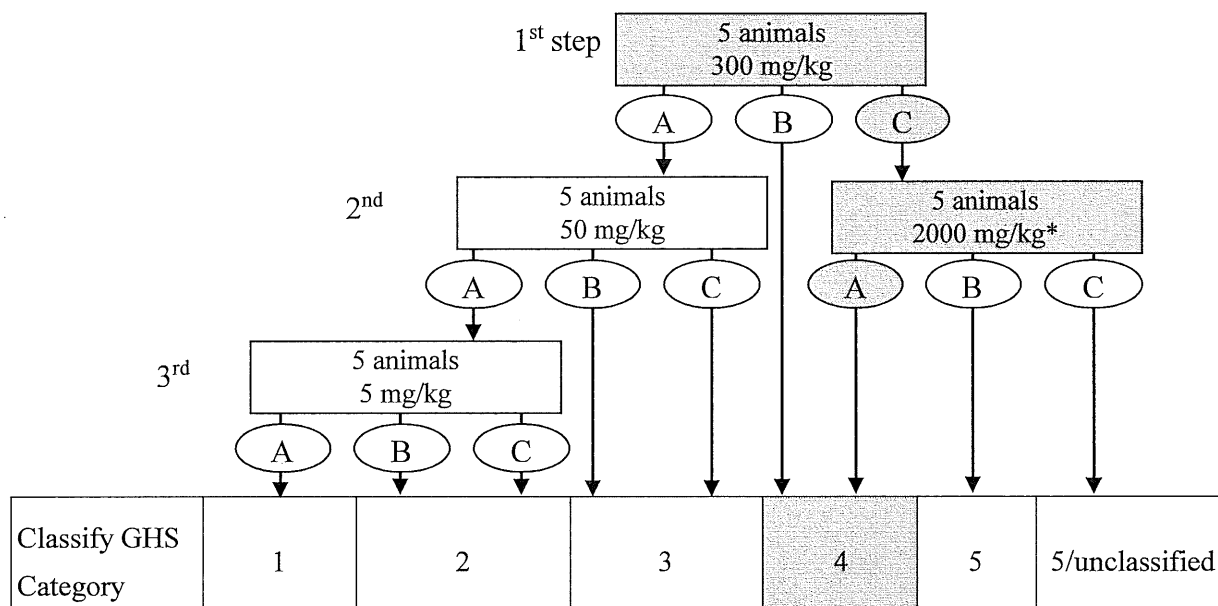 1st step
5 animals
300 mg/kg
A
B
C
2nd
5 animals
50 mg/kg
5 animals
2000 mg/kg*
A
B
C
A
B
C
3rd
5 animals
5 mg/kg
A
B
C
Classify GHS
Category
1
2
3
4
5
5/unclassified